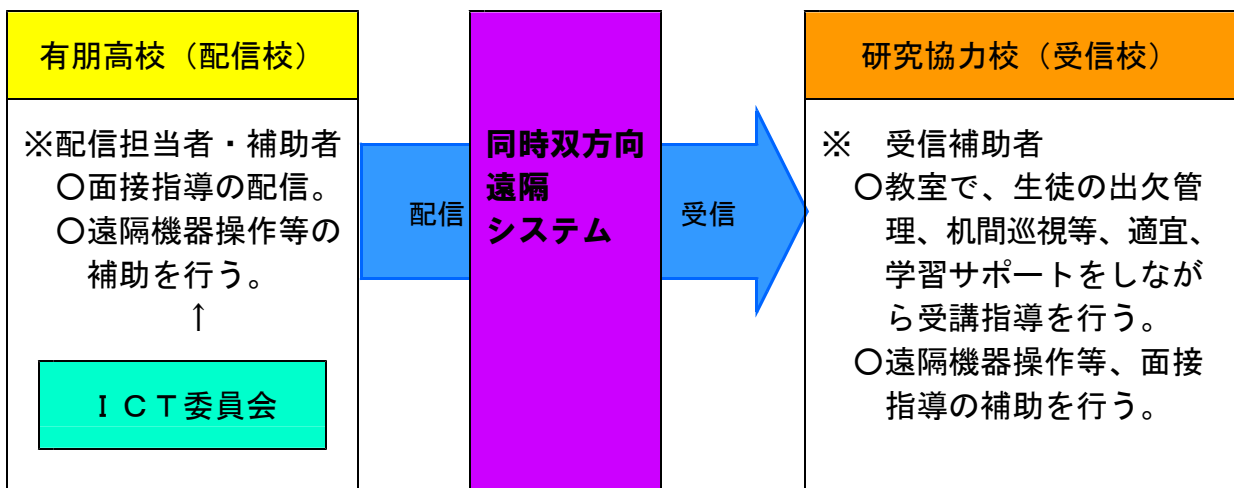 有朋高校（配信校）
※配信担当者・補助者
〇面接指導の配信。
〇遠隔機器操作等の
補助を行う。
↑
ＩＣＴ委員会
配信
同時双方向
遠隔
システム
受信
研究協力校（受信校）
※　受信補助者
〇教室で、生徒の出欠管
理、机間巡視等、適宜、
学習サポートをしなが
ら受講指導を行う。
〇遠隔機器操作等、面接
指導の補助を行う。